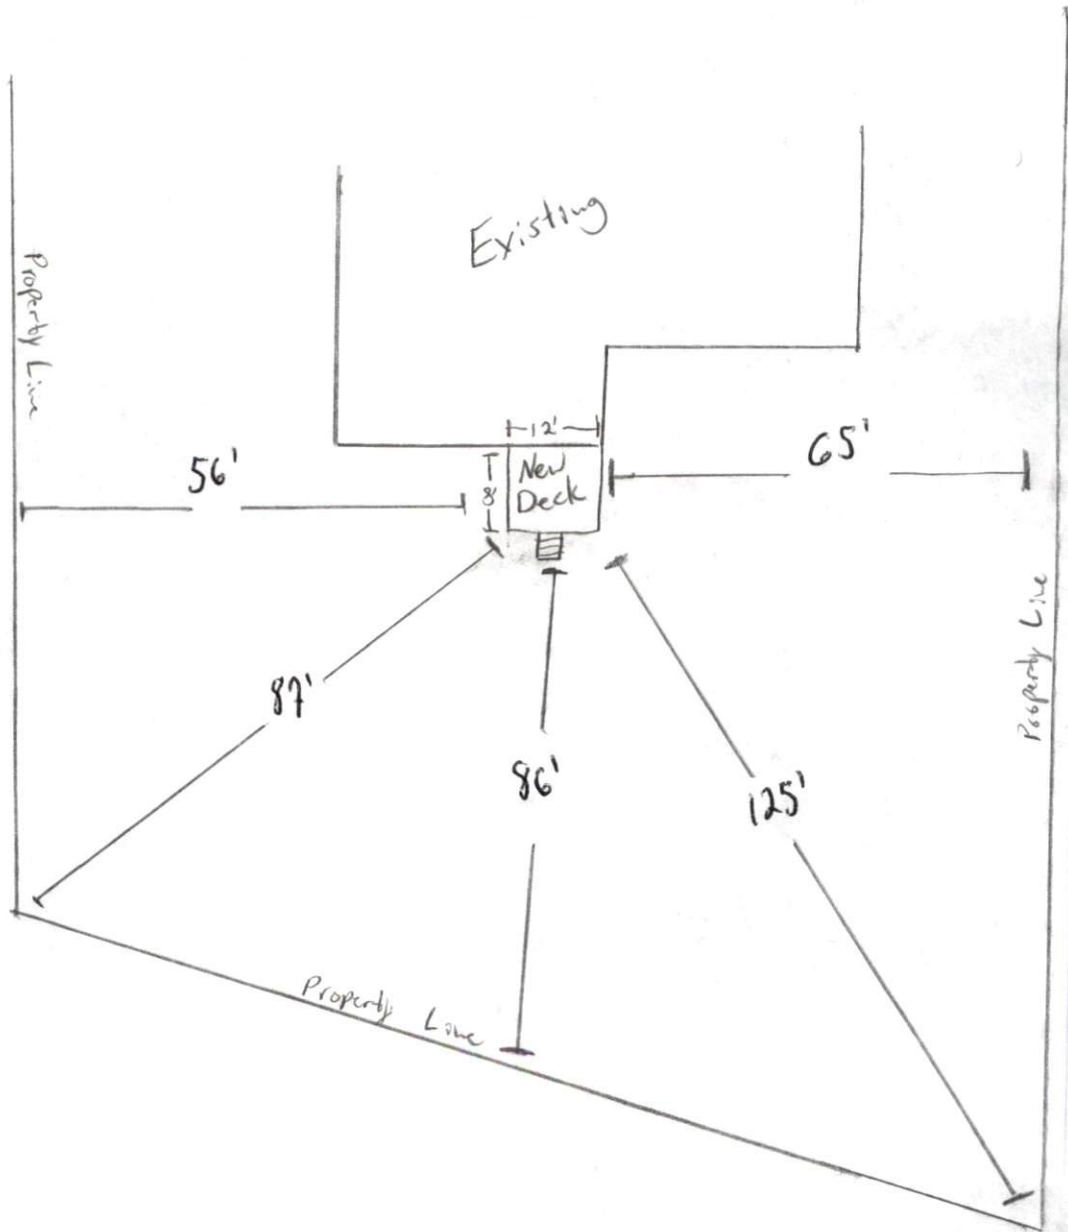 Existing
Property Line
12'
65'
56'
8'
New
Deck
Property Line
87'
86'
125'
Property Line